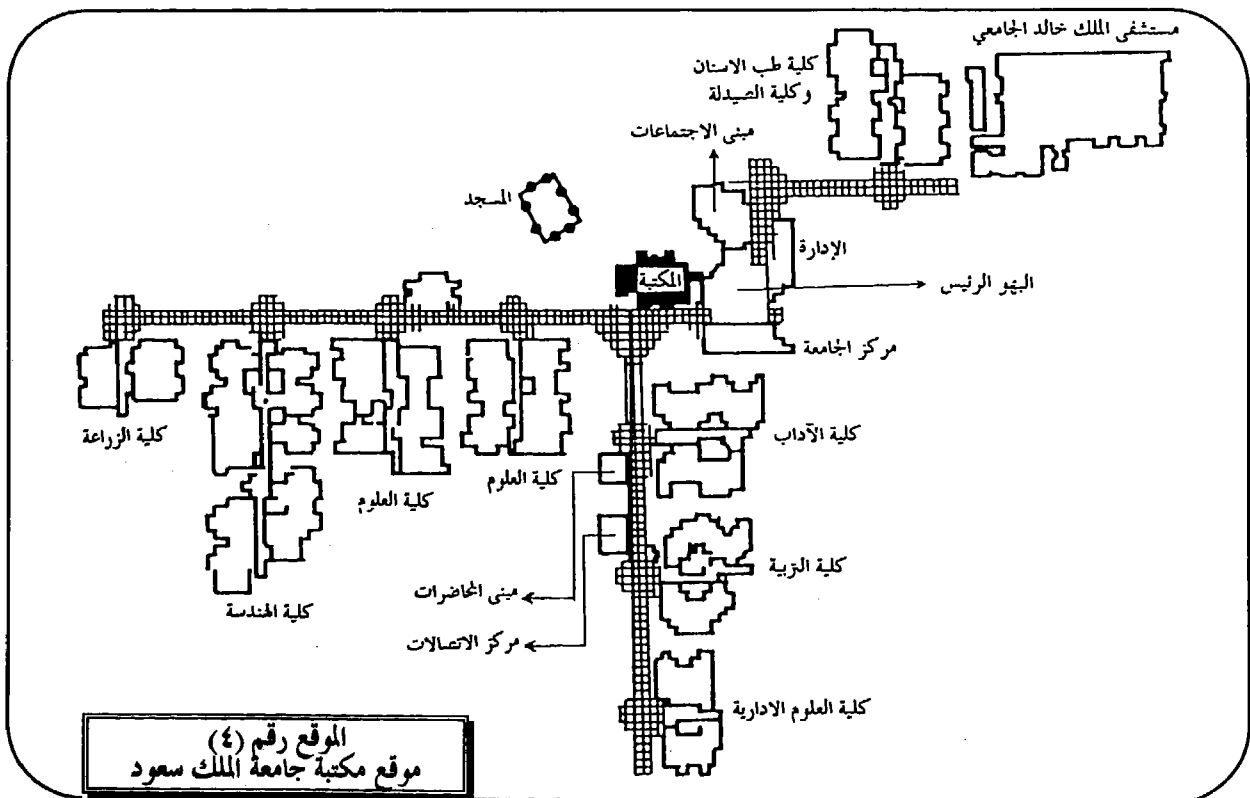 مستشفى الملك خالد الجامعي
كلية طب الاسنان
وكلية الصيدلة
مبنى الاجتماعات
المسجد
الإدارة
المكتبة
البهو الرئيس
مركز الجامعة
كلية الزراعة
كلية الآداب
كلية العلوم
كلية العلوم
كلية التربية
مبنى المحاضرات
كلية الهندسة
مركز الاتصالات
كلية العلوم الادارية
الموقع رقم (٤)
موقع مكتبة جامعة الملك سعود